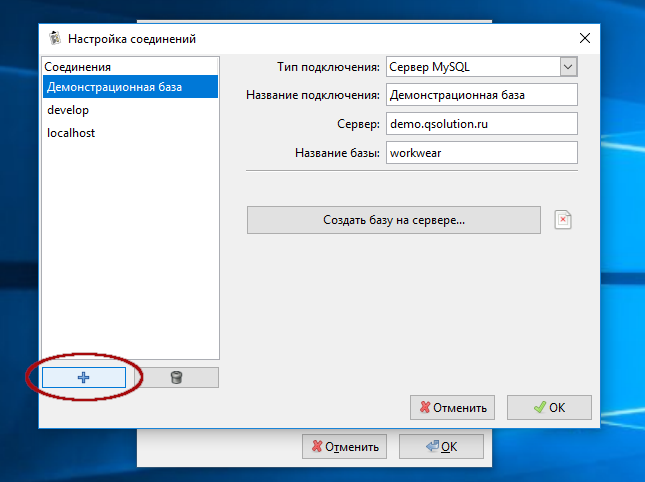 Настройка соединений
Соединения
Демонстрационная база
develop
localhost
Тип подключения: Сервер MySQL
Название подключения: Демонстрационная база
Сервер: demo.qsolution.ru
Название базы: workwear
Создать базу на сервере...
Отменить
OK
Отменить
OK